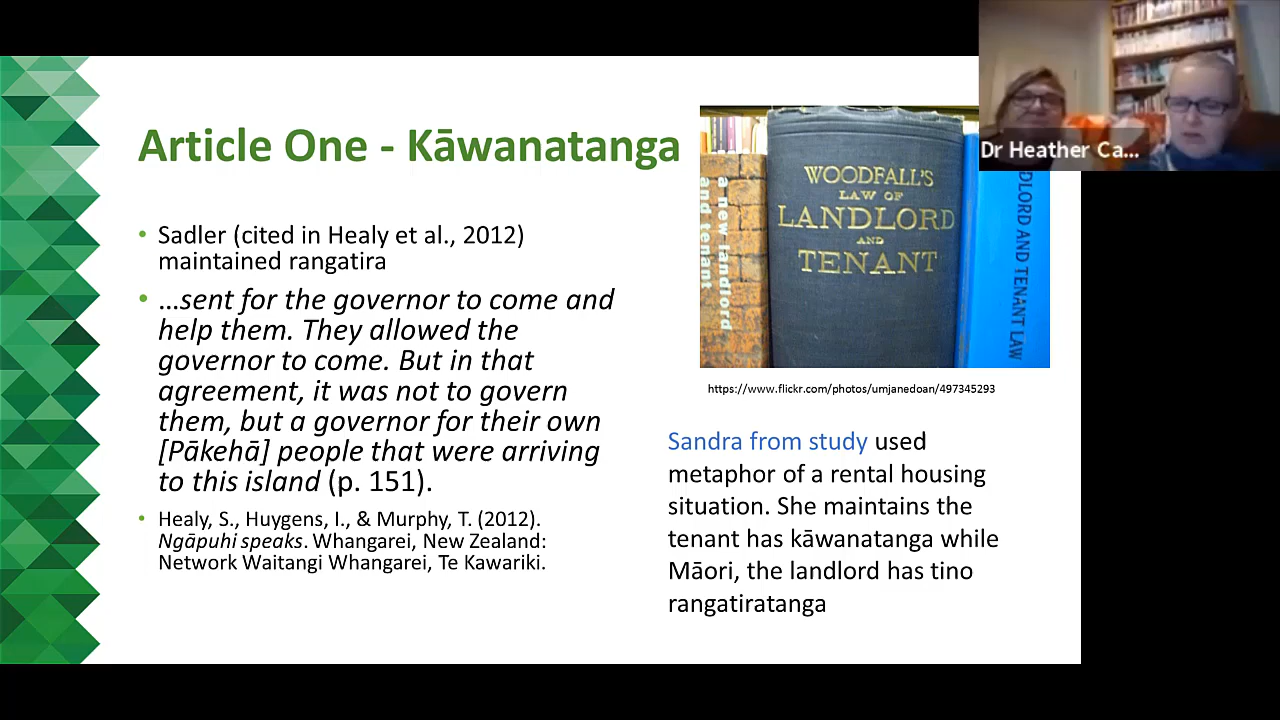 Article One - Kāwanatanga
• Sadler (cited in Healy et al., 2012)
maintained rangatira
• …sent for the governor to come and
help them. They allowed the
governor to come. But in that
agreement, it was not to govern
them, but a governor for their own
[Pākehā] people that were arriving
to this island (p. 151).
• Healy, S., Huygens, I., & Murphy, T. (2012).
Ngāpuhi speaks. Whangarei, New Zealand:
Network Waitangi Whangarei, Te Kawariki.
a new landlord
and tenant
WOODFALL'S
LAW OF
LANDLORD
AND
TENANT
DLORD AND TENANT LAW
https://www.flickr.com/photos/umjanedoan/497345293
Sandra from study used
metaphor of a rental housing
situation. She maintains the
tenant has kāwanatanga while
Māori, the landlord has tino
rangatiratanga
Dr Heather Ca...